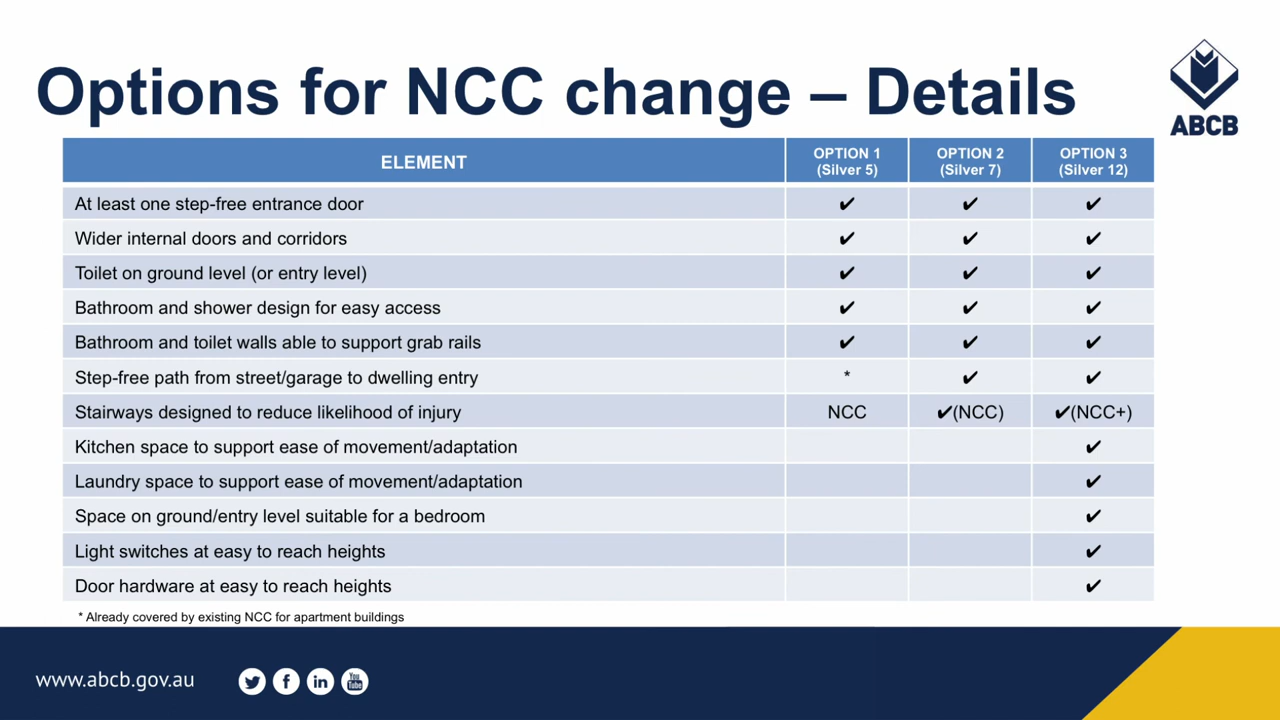 Options for NCC change – Details
ABCB
ELEMENT OPTION 1 (Silver 5) OPTION 2 (Silver 7) OPTION 3 (Silver 12)
At least one step-free entrance door ✔ ✔ ✔
Wider internal doors and corridors ✔ ✔ ✔
Toilet on ground level (or entry level) ✔ ✔ ✔
Bathroom and shower design for easy access ✔ ✔ ✔
Bathroom and toilet walls able to support grab rails ✔ ✔ ✔
Step-free path from street/garage to dwelling entry * ✔ ✔
Stairways designed to reduce likelihood of injury NCC ✔(NCC) ✔(NCC+)
Kitchen space to support ease of movement/adaptation ✔
Laundry space to support ease of movement/adaptation ✔
Space on ground/entry level suitable for a bedroom ✔
Light switches at easy to reach heights ✔
Door hardware at easy to reach heights ✔
* Already covered by existing NCC for apartment buildings
www.abcb.gov.au
You Tube